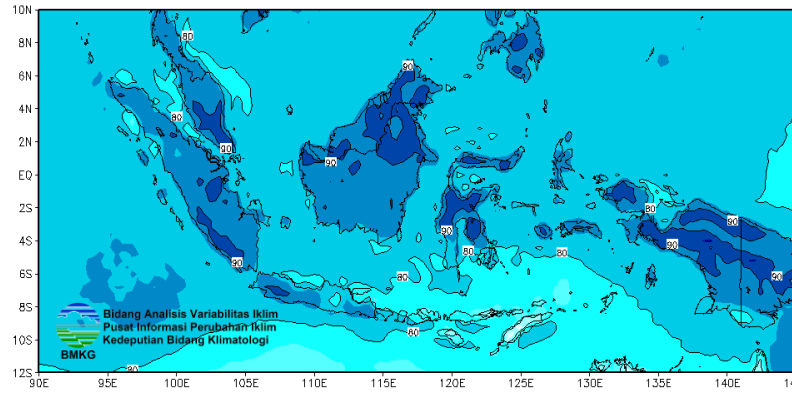 10N
8N
6N
4N
2N
EQ
2S
4S
6S
8S
10S
12S
80
90
80
90
90
80
90
80
90
80
90
90
80
80
90
80
80
Bidang Analisis Variabilitas Iklim
Pusat Informasi Perubahan Iklim
Kedeputian Bidang Klimatologi
BMKG
90E
95E
100E
105E
110E
115E
120E
125E
130E
135E
140E